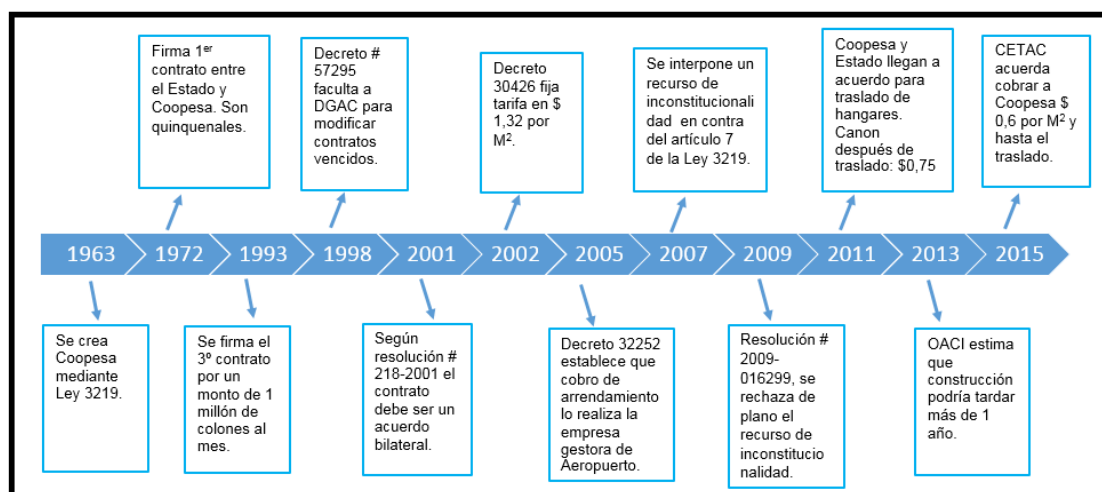 Firma 1er
contrato entre
el Estado y
Coopesa. Son
quinquenales.
Decreto #
57295
faculta a
DGAC para
modificar
contratos
vencidos.
Decreto
30426 fija
tarifa en $
1,32 por
M2.
Se interpone un
recurso de
inconstitucionali
dad en contra
del artículo 7
de la Ley 3219.
Coopesa y
Estado llegan a
acuerdo para
traslado de
hangares.
Canon
después de
traslado: $0,75
CETAC
acuerda
cobrar a
Coopesa $
0,6 por M2 y
hasta el
traslado.
1963 1972 1993 1998 2001 2002 2005 2007 2009 2011 2013 2015
Se crea
Coopesa
mediante
Ley 3219.
Se firma el
3º contrato
por un
monto de 1
millón de
colones al
mes.
Según
resolución #
218-2001 el
contrato
debe ser un
acuerdo
bilateral.
Decreto 32252
establece que
cobro de
arrendamiento
lo realiza la
empresa
gestora de
Aeropuerto.
Resolución #
2009-
016299, se
rechaza de
plano el
recurso de
inconstitucio
nalidad.
OACI estima
que
construcción
podría tardar
más de 1
año.